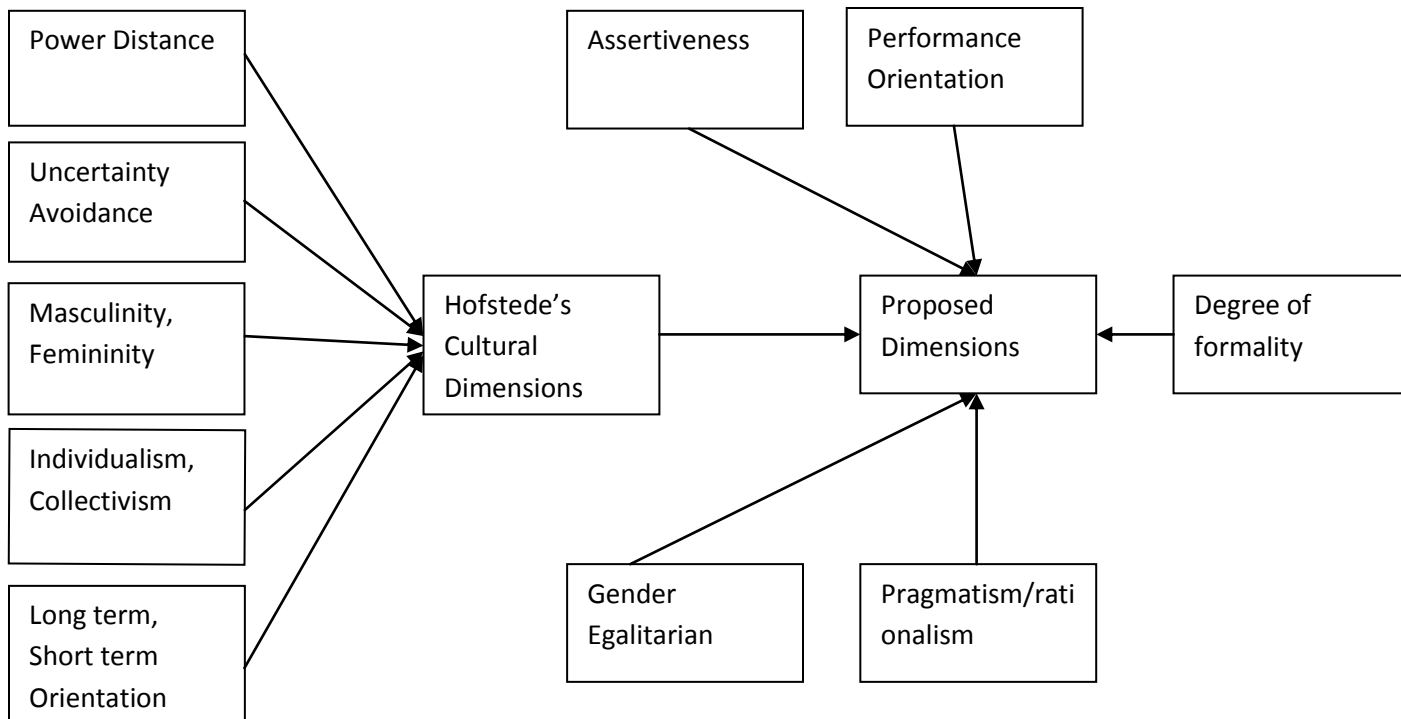 Power Distance
Uncertainty
Avoidance
Masculinity,
Femininity
Individualism,
Collectivism
Long term,
Short term
Orientation
Hofstede’s
Cultural
Dimensions
Assertiveness
Performance
Orientation
Proposed
Dimensions
Degree of
formality
Gender
Egalitarian
Pragmatism/rati
onalism